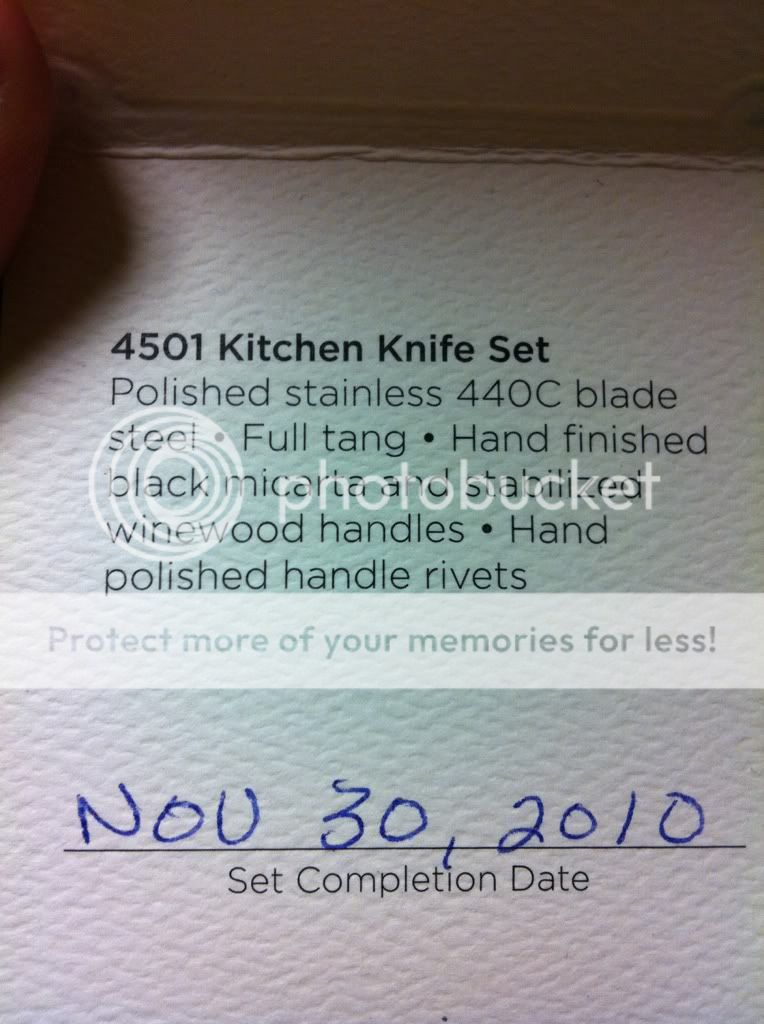 4501 Kitchen Knife Set
Polished stainless 440C blade
steel • Full tang • Hand finished
black micarta and stabilized
photobucket
winewood handles • Hand
polished handle rivets
Protect more of your memories for less!
NOV 30, 2010
Set Completion Date